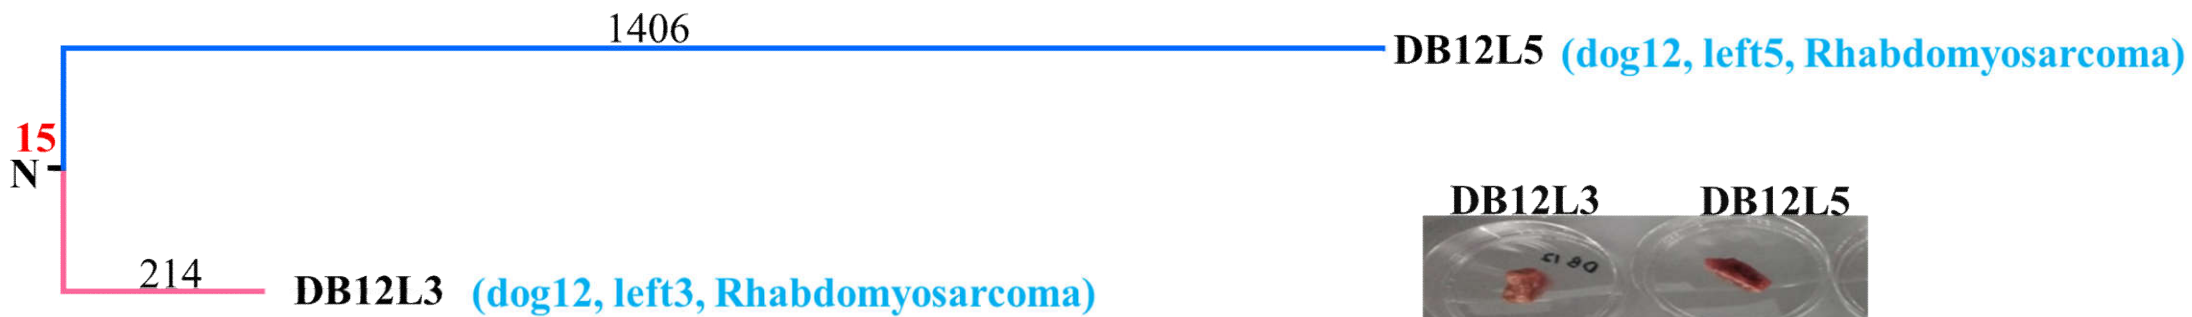 1406
DB12L5 (dog12, left5, Rhabdomyosarcoma)
15
N
DB12L3 DB12L5
214
DB12L3 (dog12, left3, Rhabdomyosarcoma)